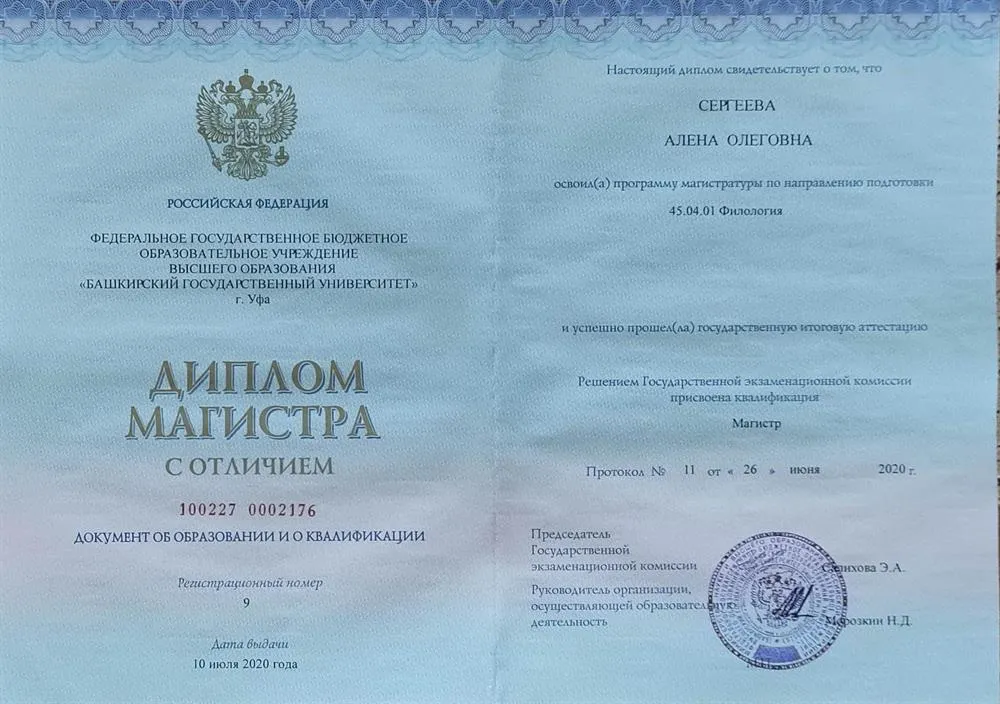 РОССИЙСКАЯ ФЕДЕРАЦИЯ
ФЕДЕРАЛЬНОЕ ГОСУДАРСТВЕННОЕ БЮДЖЕТНОЕ
ОБРАЗОВАТЕЛЬНОЕ УЧРЕЖДЕНИЕ
ВЫСШЕГО ОБРАЗОВАНИЯ
«БАШКИРСКИЙ ГОСУДАРСТВЕННЫЙ УНИВЕРСИТЕТ»
г. Уфа
ДИПЛОМ
МАГИСТРА
С ОТЛИЧИЕМ
100227 0002176
ДОКУМЕНТ ОБ ОБРАЗОВАНИИ И О КВАЛИФИКАЦИИ
Регистрационный номер
9
Дата выдачи
10 июля 2020 года
Настоящий диплом свидетельствует о том, что
СЕРГЕЕВА
АЛЕНА ОЛЕГОВНА
освоил(а) программу магистратуры по направлению подготовки
45.04.01 Филология
и успешно прошел(ла) государственную итоговую аттестацию
Решением Государственной экзаменационной комиссии
присвоена квалификация
Магистр
Протокол № 11 от « 26 » июня 2020 г.
Председатель
Государственной
экзаменационной комиссии Салихова Э.А.
Руководитель организации,
осуществляющей образовательную
деятельность Морозкин Н.Д.